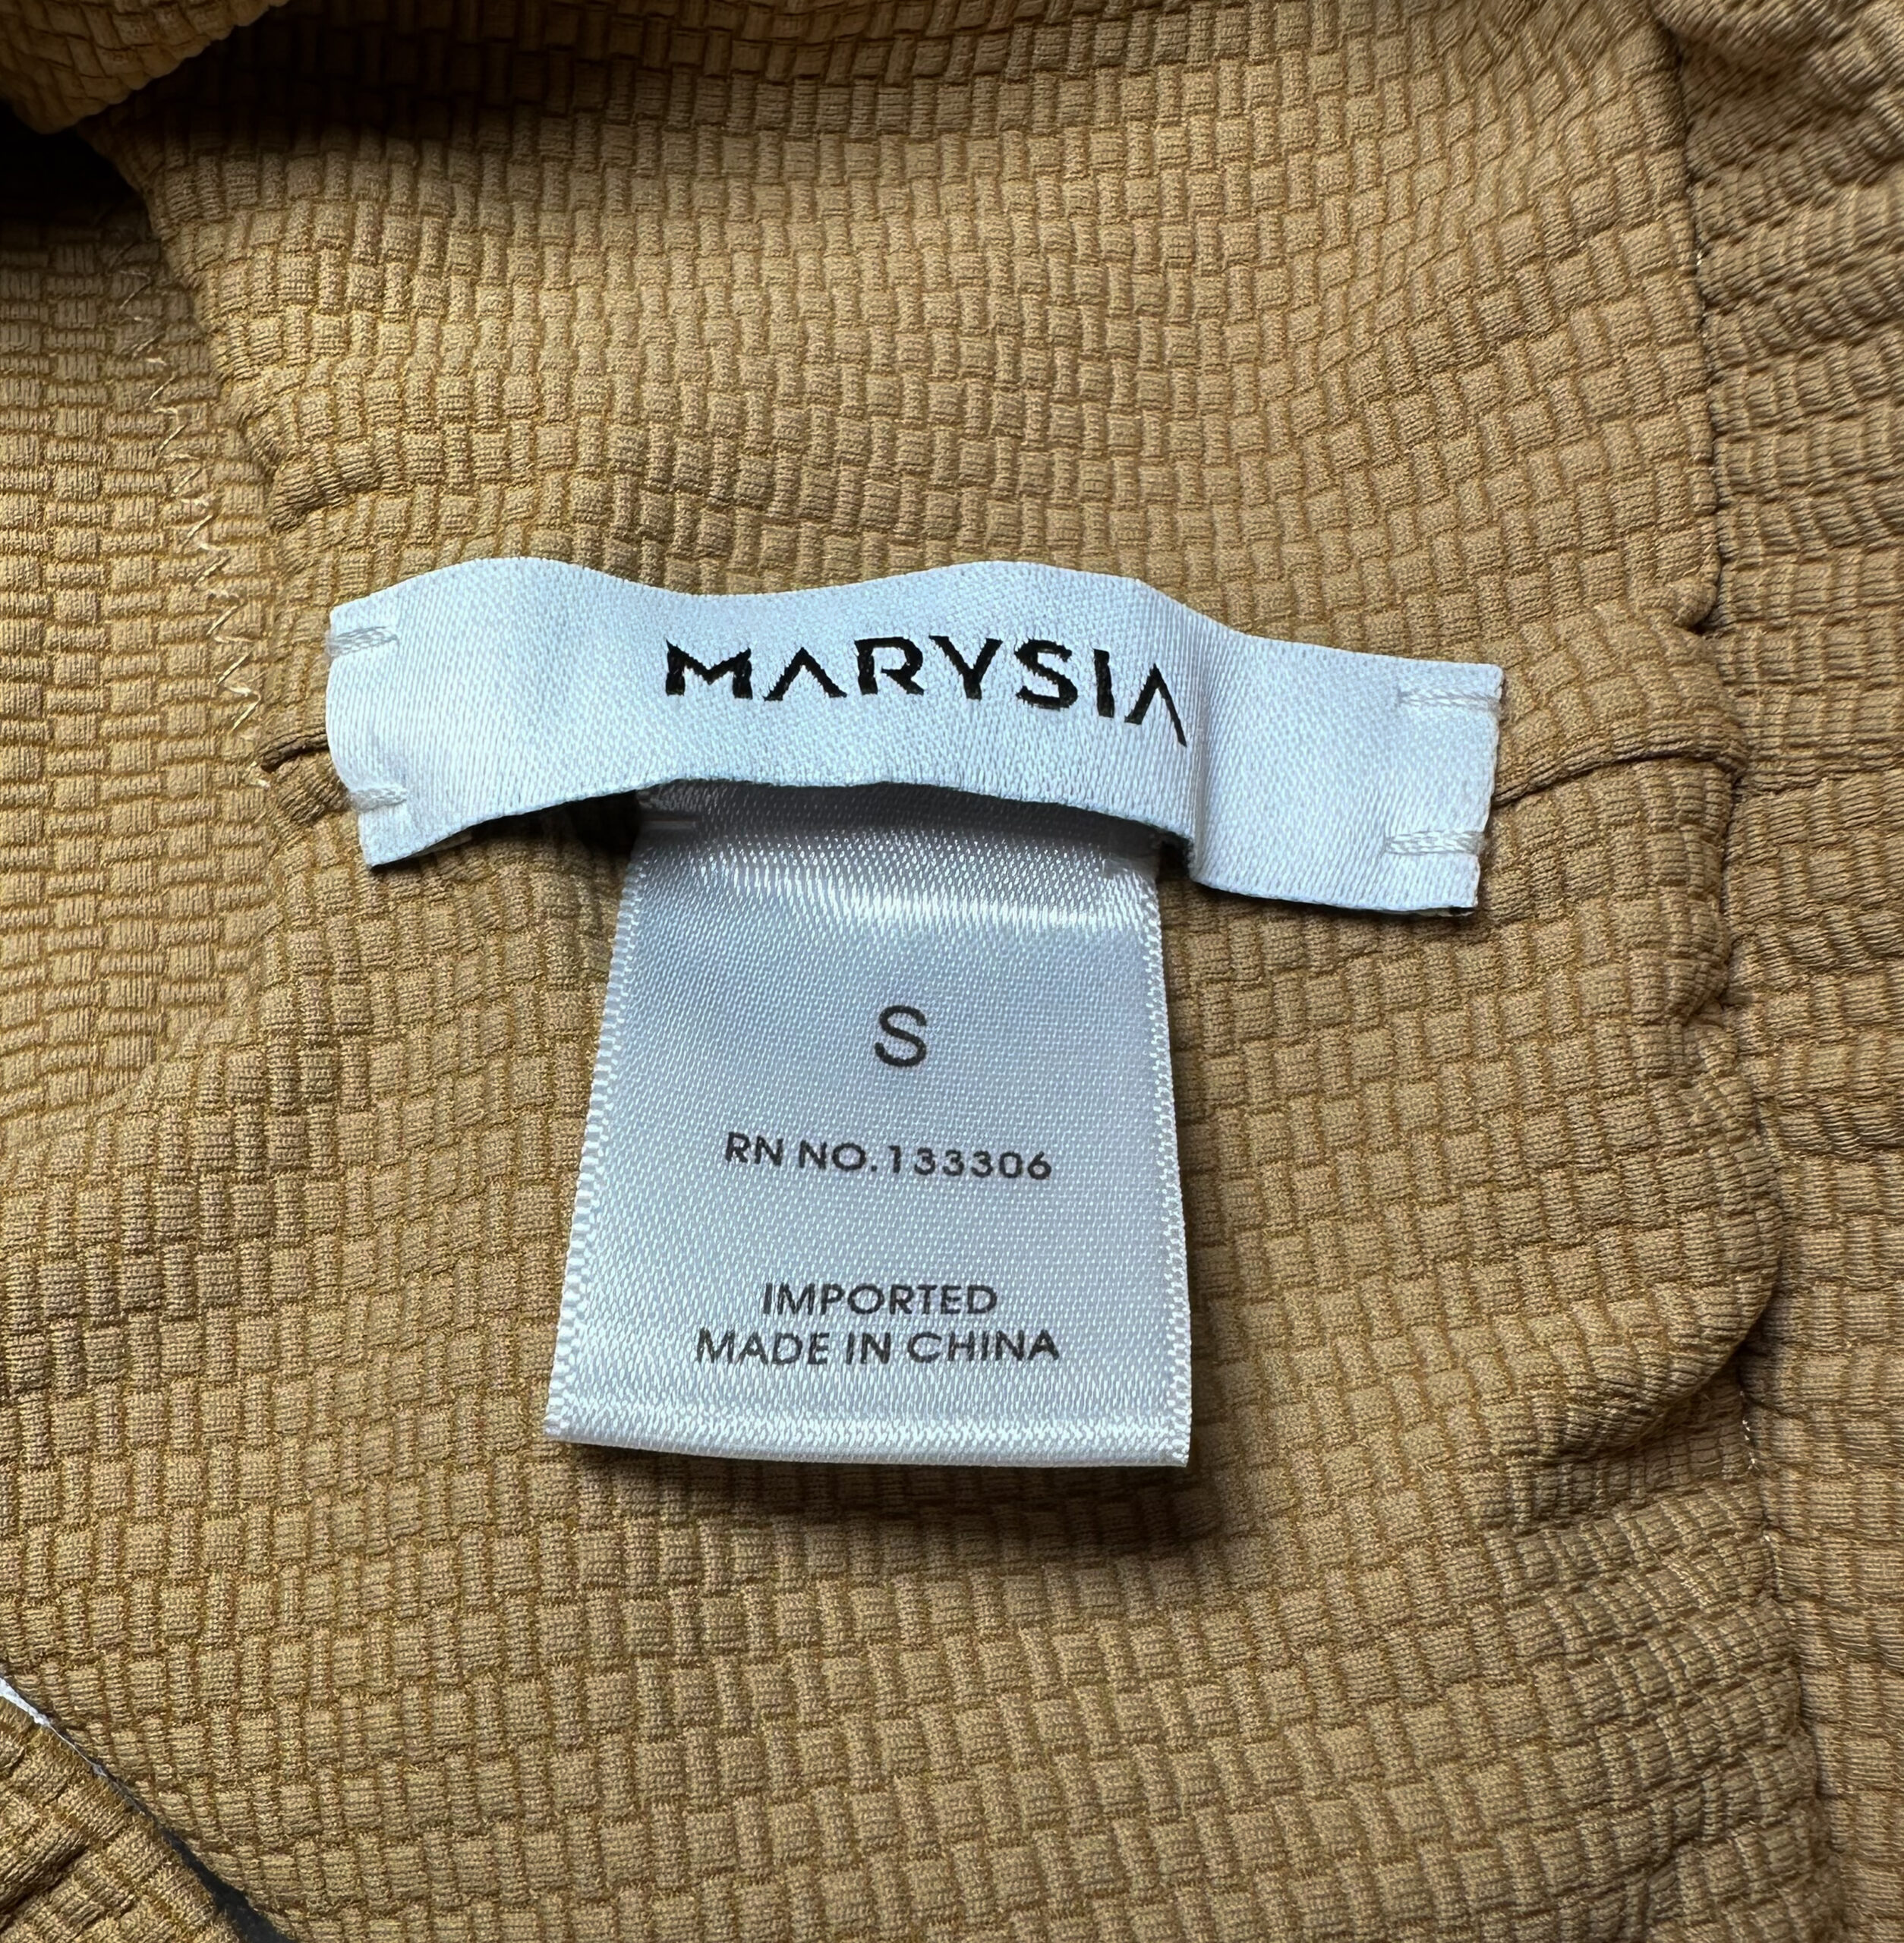 MARYSIA
S
RN NO.133306
IMPORTED
MADE IN CHINA